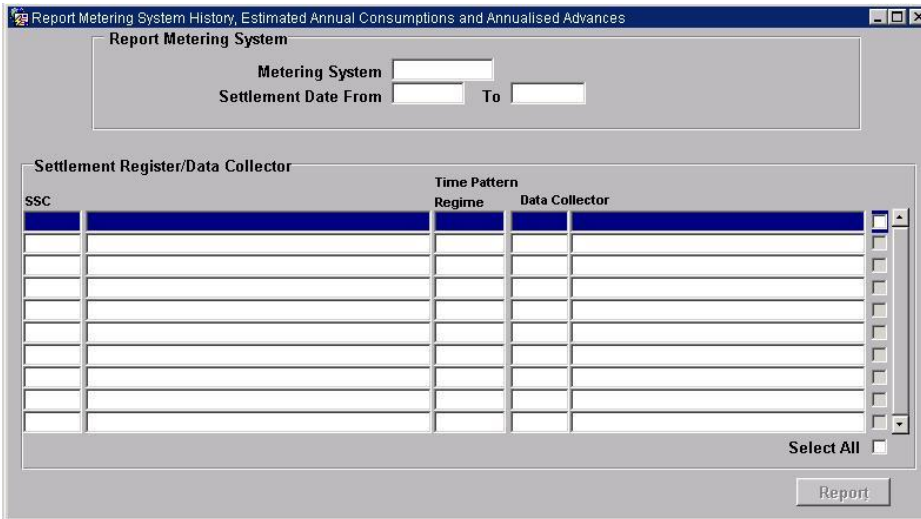 Report Metering System History, Estimated Annual Consumptions and Annualised Advances
Report Metering System
Metering System
Settlement Date From To
Settlement Register/Data Collector
Time Pattern
SSC Regime Data Collector
Select All
Report